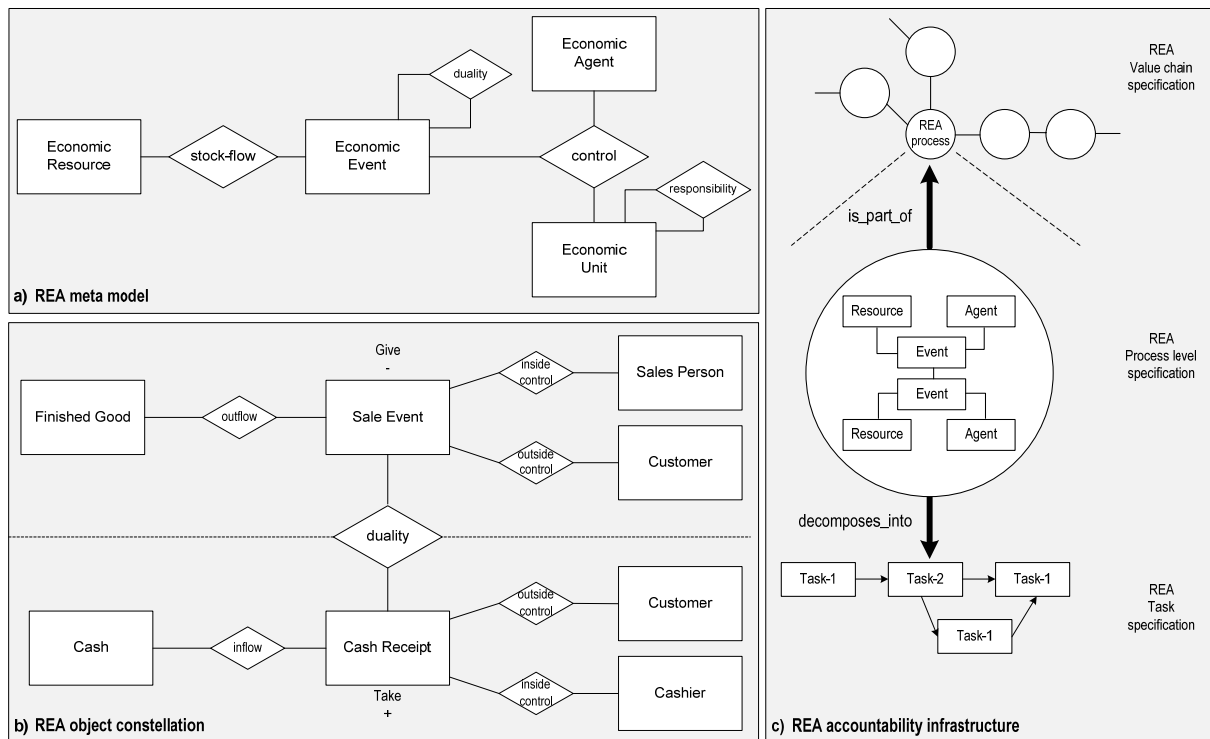 Economic
Agent
duality
Economic
Resource
stock-flow
Economic
Event
control
responsibility
Economic
Unit
a) REA meta model
Give
-
Finished Good
outflow
Sale Event
inside
control
Sales Person
outside
control
Customer
duality
Cash
inflow
Cash Receipt
outside
control
Customer
inside
control
Cashier
Take
+
b) REA object constellation
REA
Value chain
specification
REA
process
is_part_of
Resource
Agent
Event
Event
Resource
Agent
REA
Process level
specification
decomposes_into
Task-1
Task-2
Task-1
Task-1
REA
Task
specification
c) REA accountability infrastructure